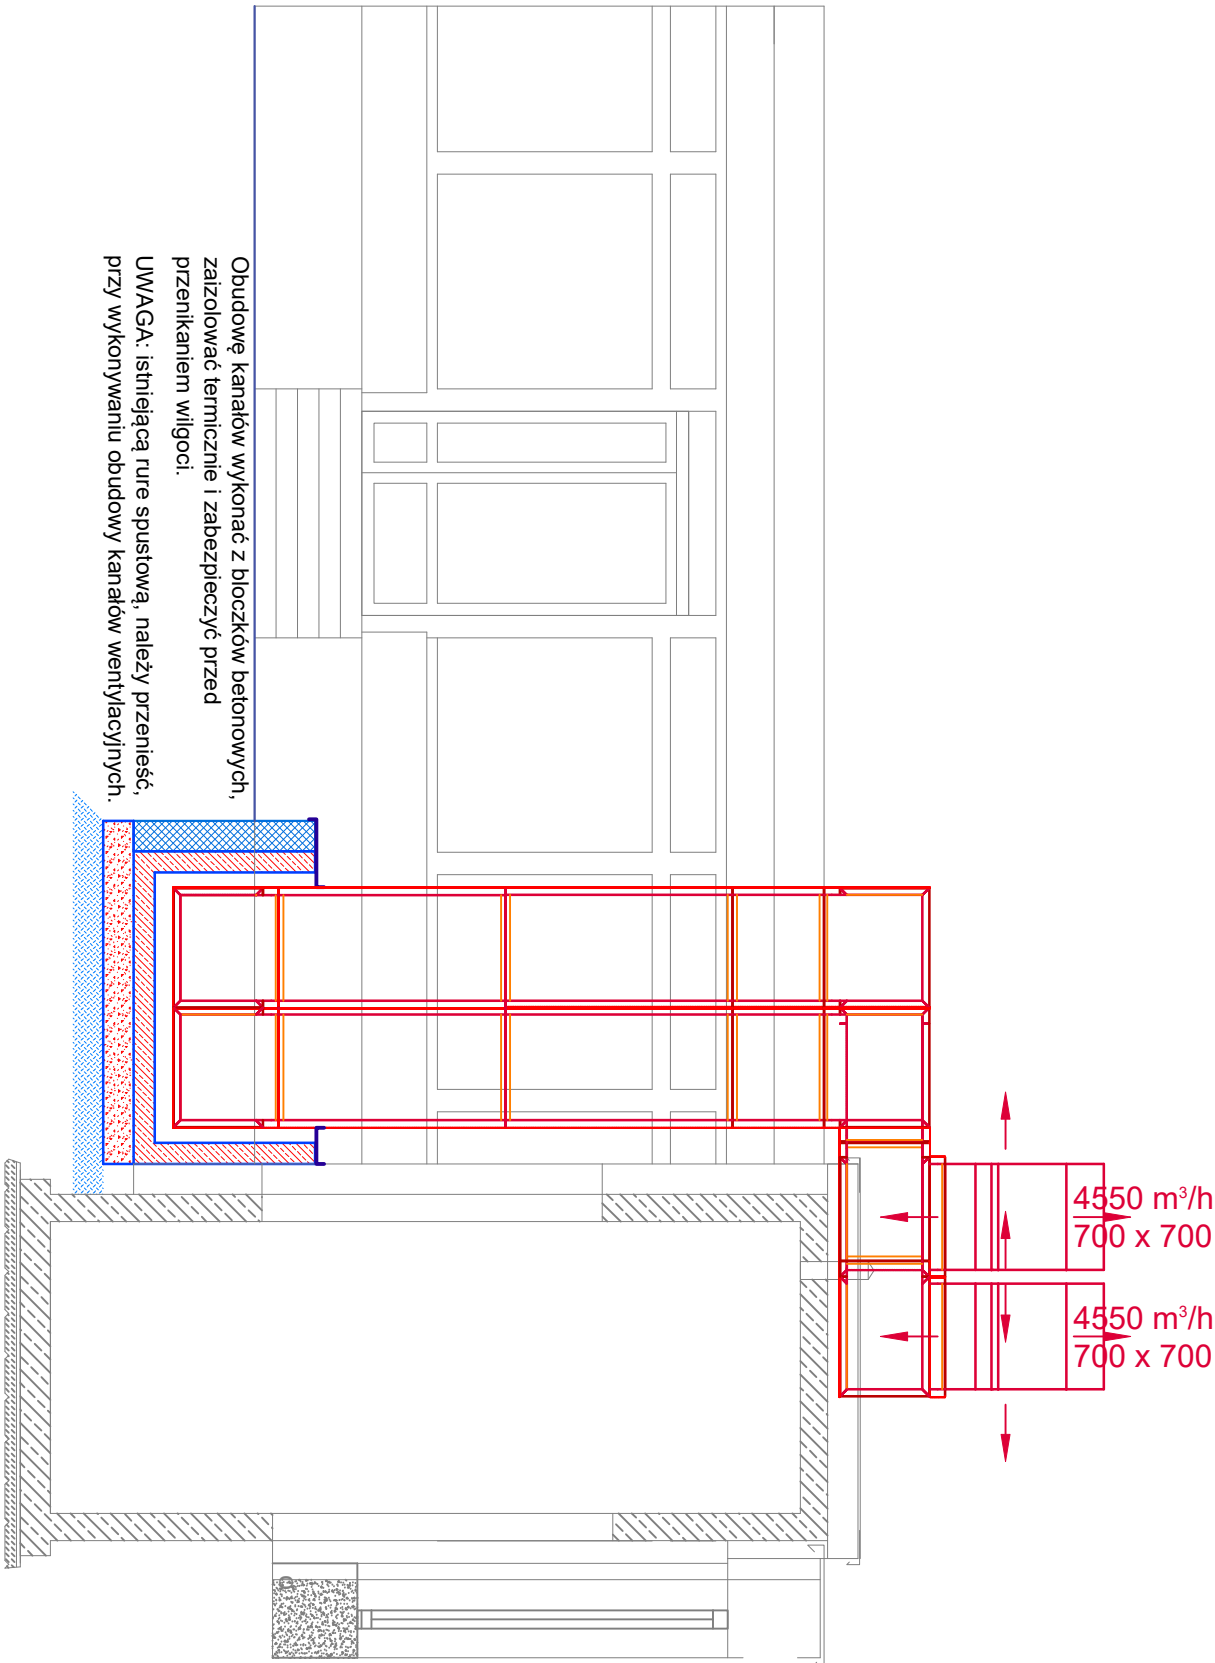 Obudowę kanałów wykonać z bloczków betonowych,
zaizolować termicznie i zabezpieczyć przed
przenikaniem wilgoci.
UWAGA: istniejącą rure spustową, należy przenieść,
przy wykonywaniu obudowy kanałów wentylacyjnych.
4550 m³/h
700 x 700
4550 m³/h
700 x 700